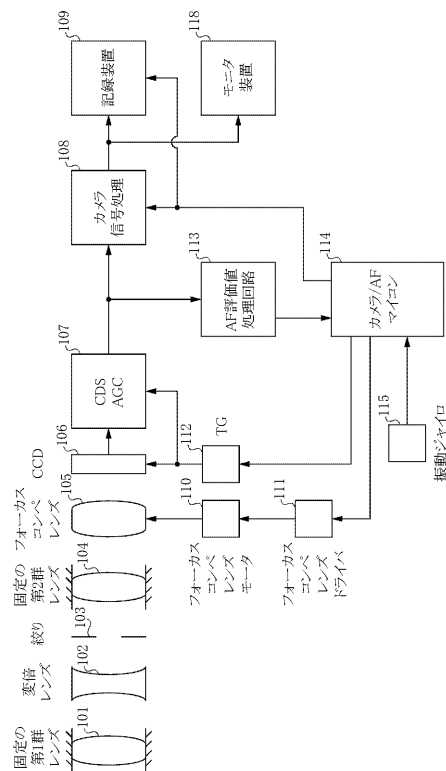 固定の
第1群
レンズ
101
変倍
レンズ
102
絞り
103
固定の
第2群
レンズ
104
フォーカス
コンペ
レンズ
105
CCD
106
CDS
AGC
107
カメラ
信号処理
108
記録装置
109
フォーカス
コンペ
レンズ
モータ
110
フォーカス
コンペ
レンズ
ドライバ
111
TG
112
AF評価値
処理回路
113
カメラ/AF
マイコン
114
振動ジャイロ
115
モニタ
装置
118